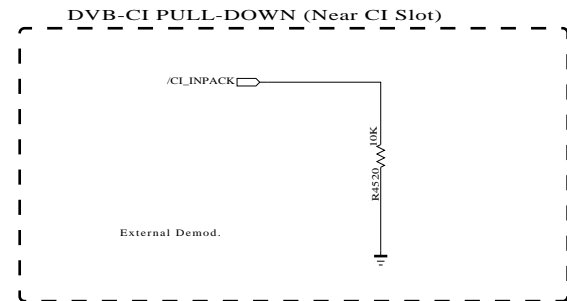 DVB-CI PULL-DOWN (Near CI Slot)
/CI_INPACK
10K
R4520
External Demod.